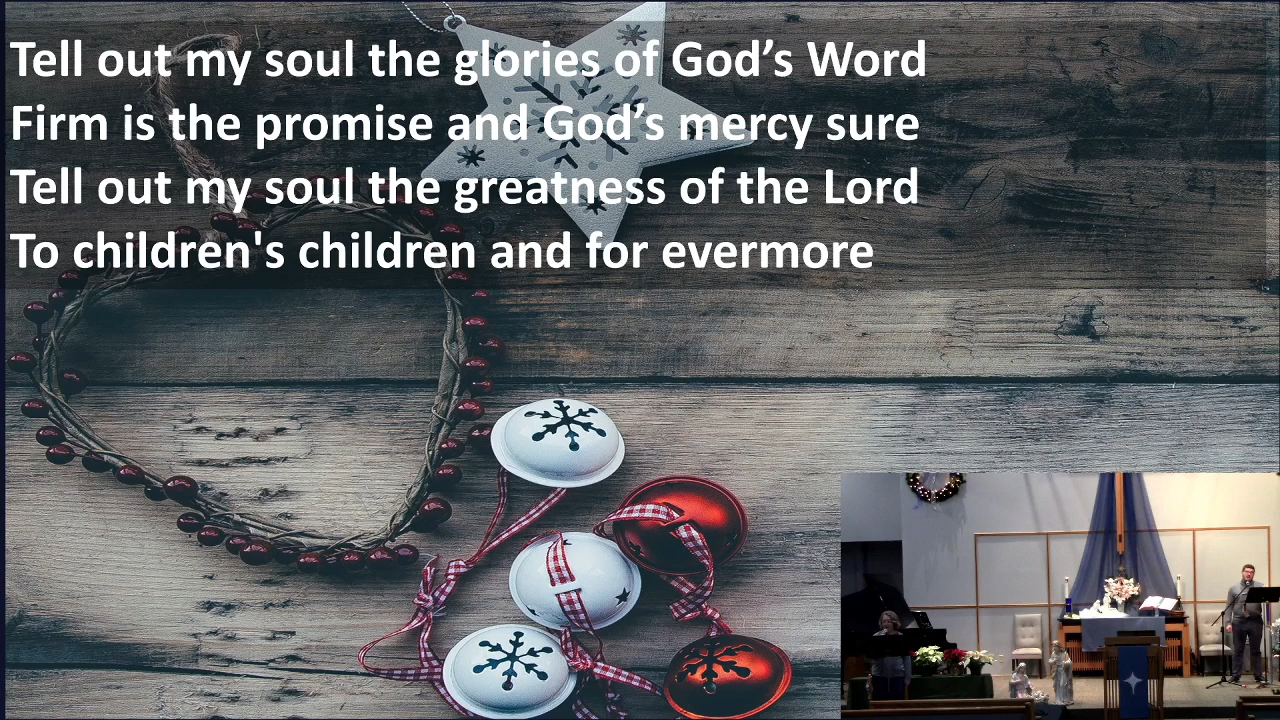 Tell out my soul the glories of God’s Word
Firm is the promise and God’s mercy sure
Tell out my soul the greatness of the Lord
To children's children and for evermore